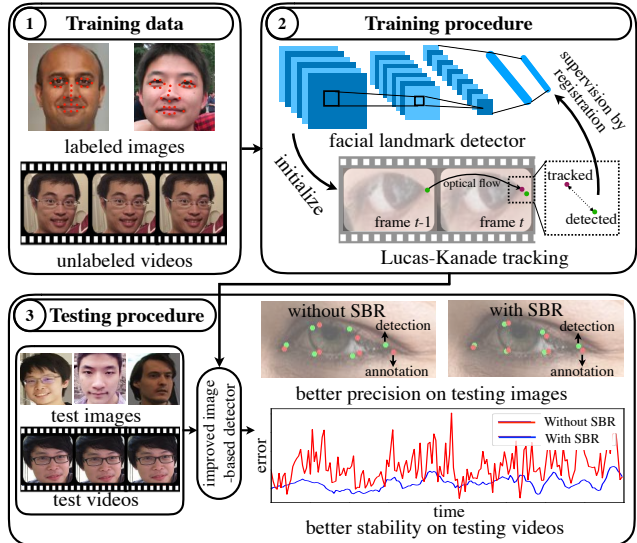 1 Training data
labeled images
unlabeled videos
2 Training procedure
facial landmark detector
supervision by
registration
initialize
optical flow
frame t-1
frame t
tracked
detected
Lucas-Kanade tracking
3 Testing procedure
test images
test videos
improved image
-based detector
without SBR
detection
annotation
with SBR
detection
annotation
better precision on testing images
error
Without SBR
With SBR
time
better stability on testing videos